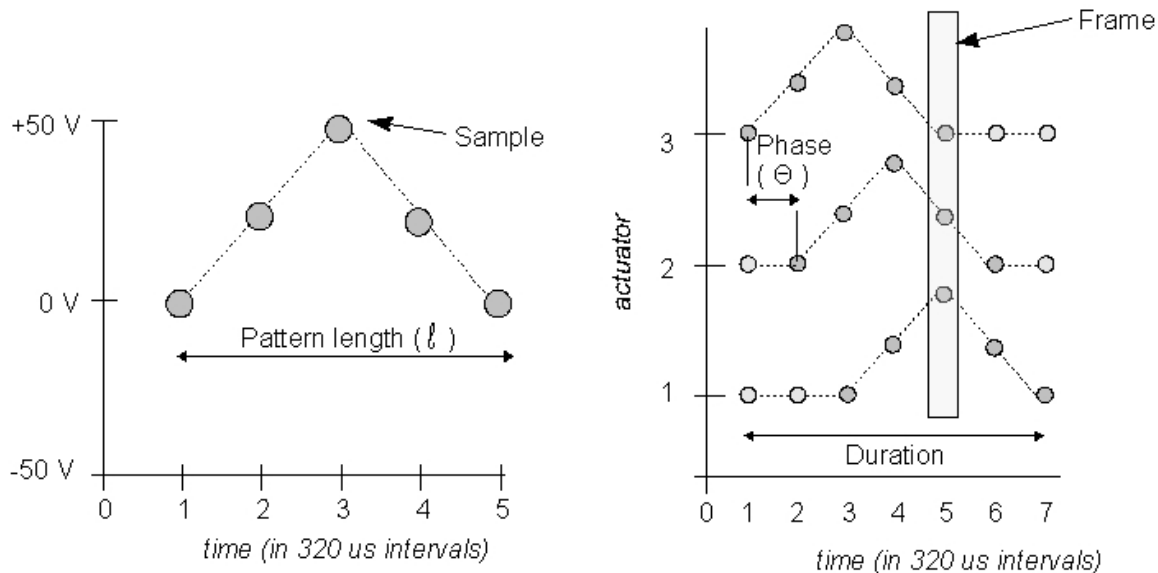 +50 V
Sample
0 V
Pattern length ( ℓ )
-50 V
0 1 2 3 4 5
time (in 320 us intervals)
Frame
3
Phase
( Θ )
actuator
2
1
Duration
0 1 2 3 4 5 6 7
time (in 320 us intervals)